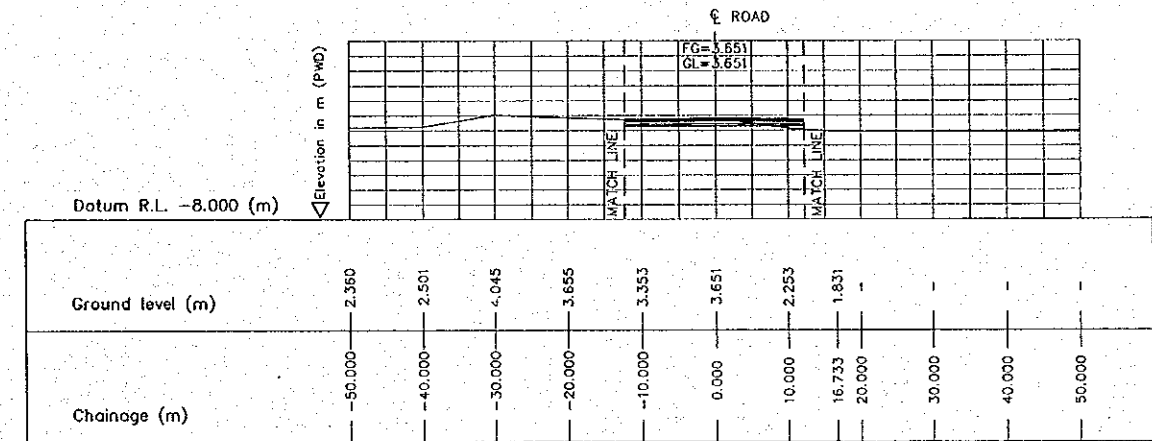 ℄ ROAD
FG=3.651
GL=3.651
Elevation in m (PWD)
MATCH LINE
MATCH LINE
Datum R.L. -8.000 (m)
Ground level (m)
2.360 2.501 4.045 3.655 3.353 3.651 2.253 1.831 - - - -
Chainage (m)
-50.000 -40.000 -30.000 -20.000 -10.000 0.000 10.000 16.733 20.000 30.000 40.000 50.000